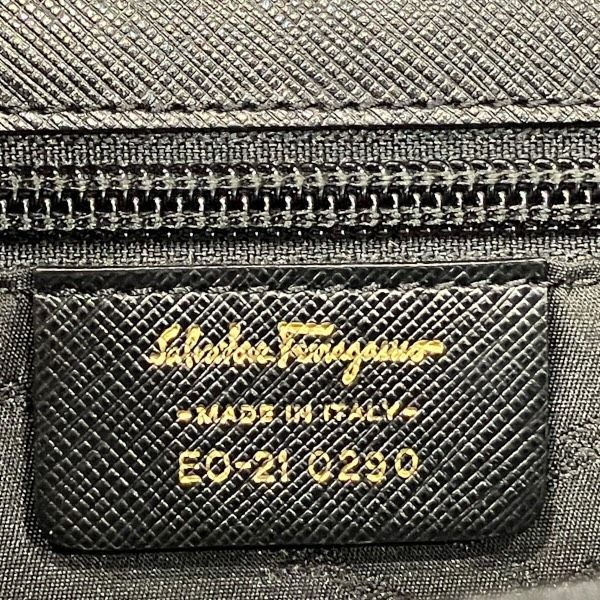 Salvatore Ferragamo
-MADE IN ITALY-
EO-21 0290